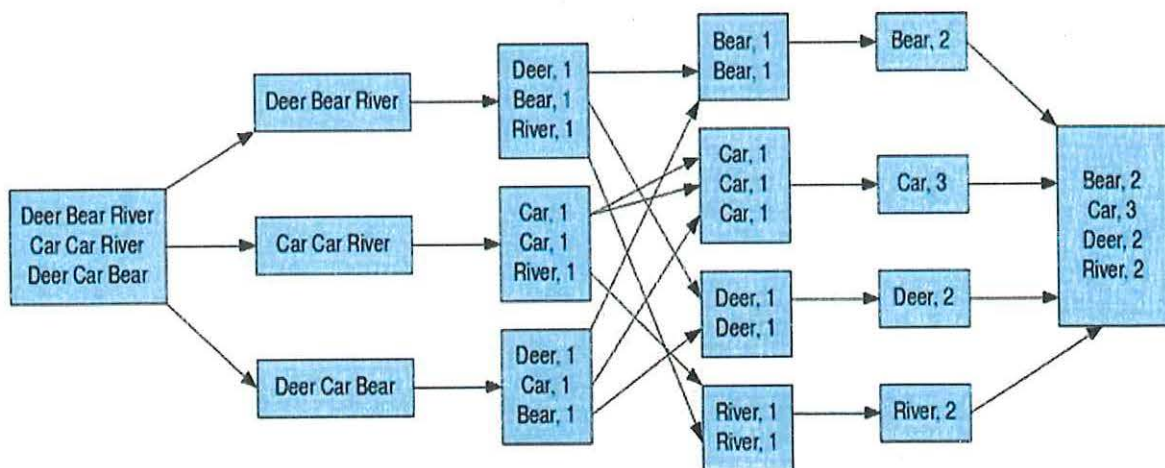 Deer Bear River
Car Car River
Deer Car Bear
Deer Bear River
Car Car River
Deer Car Bear
Deer, 1
Bear, 1
River, 1
Car, 1
Car, 1
River, 1
Deer, 1
Car, 1
Bear, 1
Bear, 1
Bear, 1
Car, 1
Car, 1
Car, 1
Deer, 1
Deer, 1
River, 1
River, 1
Bear, 2
Car, 3
Deer, 2
River, 2
Bear, 2
Car, 3
Deer, 2
River, 2